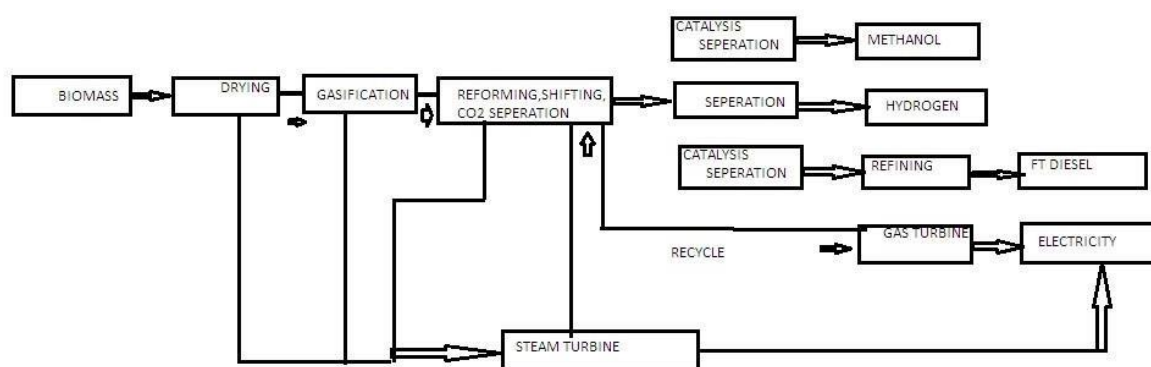 CATALYSIS
SEPERATION
METHANOL
BIOMASS
DRYING
GASIFICATION
REFORMING,SHIFTING,
CO2 SEPERATION
SEPERATION
HYDROGEN
CATALYSIS
SEPERATION
REFINING
FT DIESEL
RECYCLE
GAS TURBINE
ELECTRICITY
STEAM TURBINE